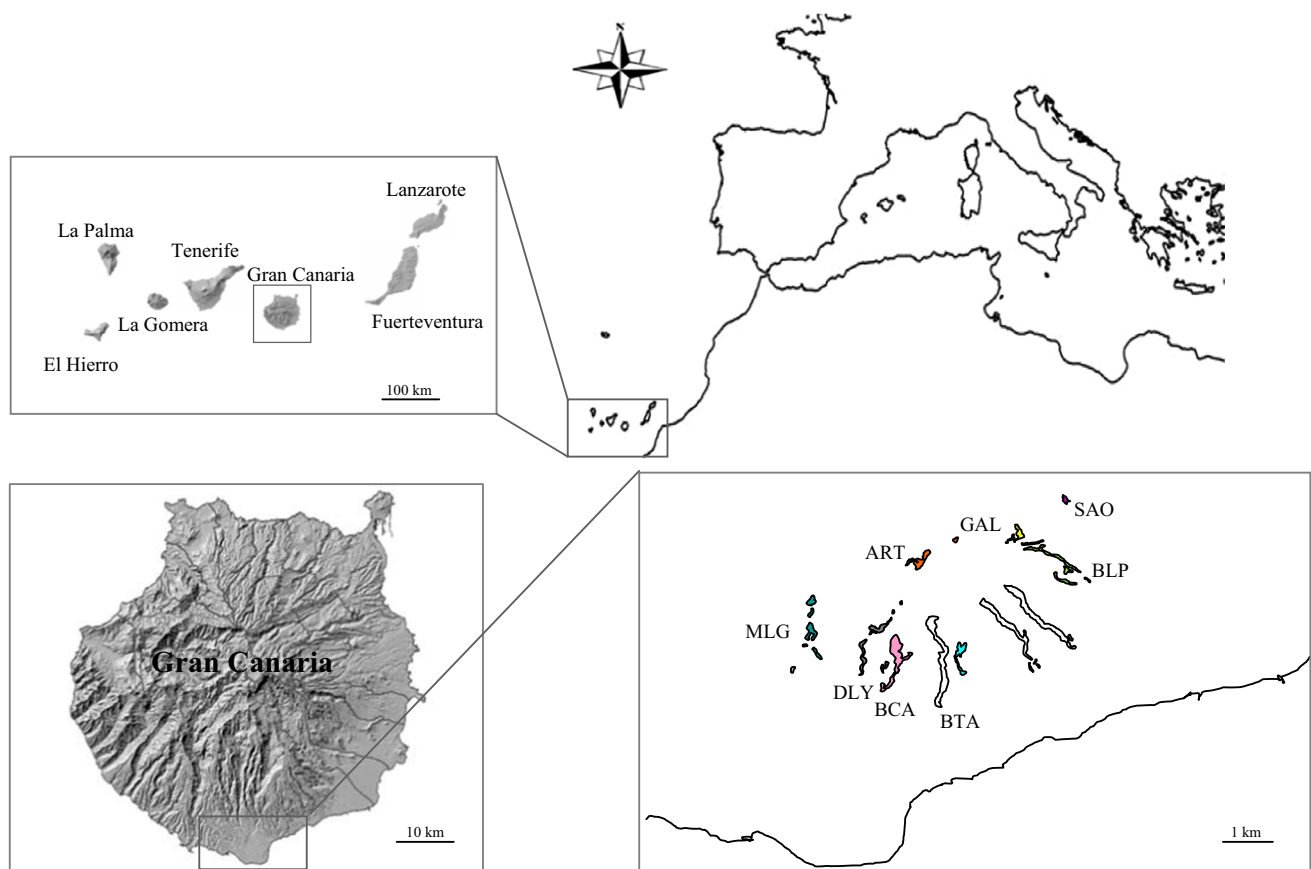 N
Lanzarote
La Palma
Tenerife
Gran Canaria
La Gomera
Fuerteventura
El Hierro
100 km
Gran Canaria
10 km
SAO
GAL
ART
BLP
MLG
DLY
BCA
BTA
1 km